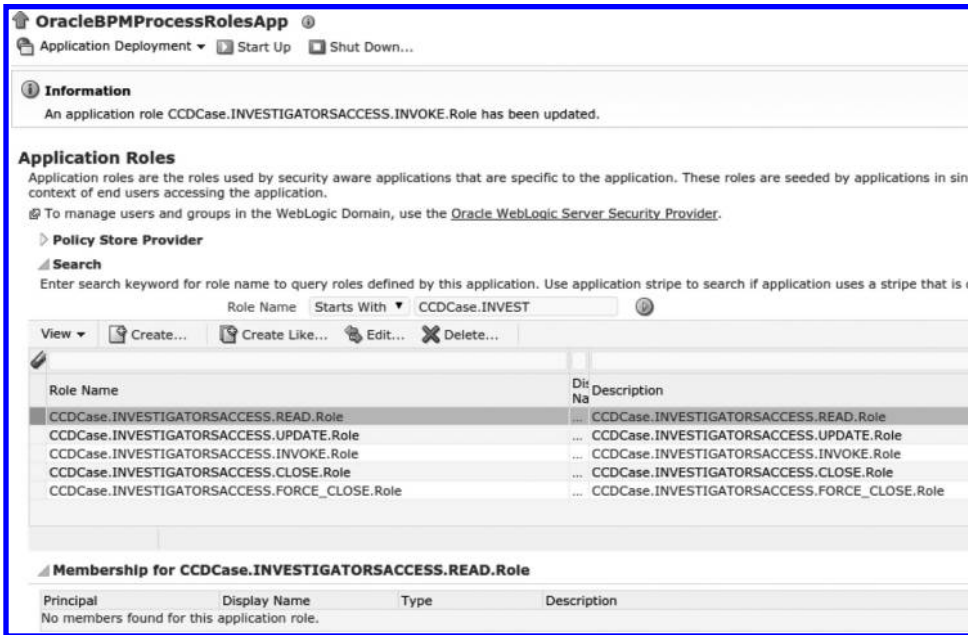 OracleBPMProcessRolesApp
Application Deployment Start Up Shut Down...
Information
An application role CCDCase.INVESTIGATORSACCESS.INVOKE.Role has been updated.
Application Roles
Application roles are the roles used by security aware applications that are specific to the application. These roles are seeded by applications in sin
context of end users accessing the application.
To manage users and groups in the WebLogic Domain, use the Oracle WebLogic Server Security Provider.
Policy Store Provider
Search
Enter search keyword for role name to query roles defined by this application. Use application stripe to search if application uses a stripe that is
Role Name Starts With CCDCase.INVEST
View Create... Create Like... Edit... Delete...
Role Name Dis Na Description
CCDCase.INVESTIGATORSACCESS.READ.Role ... CCDCase.INVESTIGATORSACCESS.READ.Role
CCDCase.INVESTIGATORSACCESS.UPDATE.Role ... CCDCase.INVESTIGATORSACCESS.UPDATE.Role
CCDCase.INVESTIGATORSACCESS.INVOKE.Role ... CCDCase.INVESTIGATORSACCESS.INVOKE.Role
CCDCase.INVESTIGATORSACCESS.CLOSE.Role ... CCDCase.INVESTIGATORSACCESS.CLOSE.Role
CCDCase.INVESTIGATORSACCESS.FORCE_CLOSE.Role ... CCDCase.INVESTIGATORSACCESS.FORCE_CLOSE.Role
Membership for CCDCase.INVESTIGATORSACCESS.READ.Role
Principal Display Name Type Description
No members found for this application role.